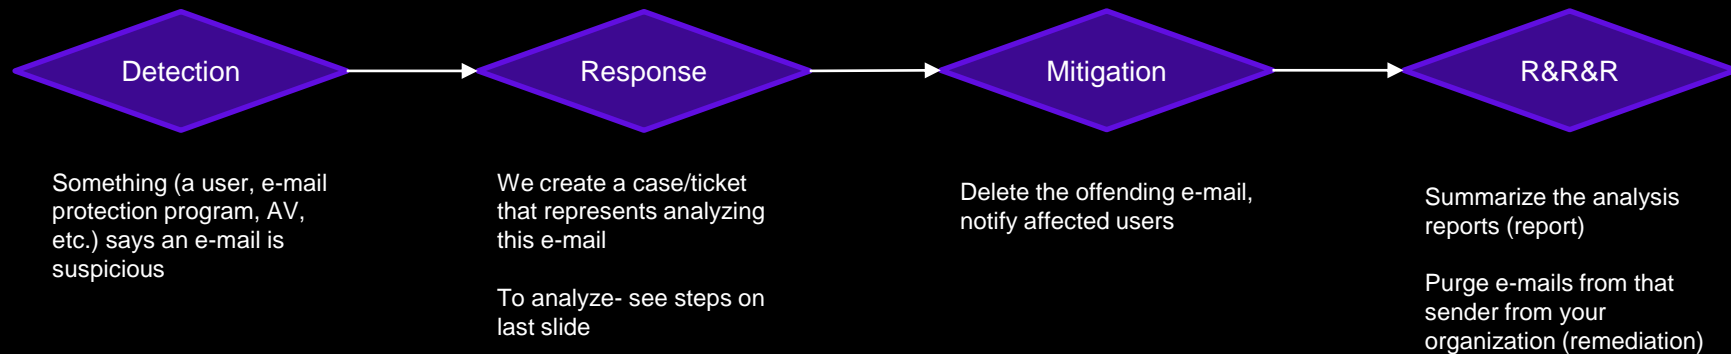 Detection
Response
Mitigation
R&R&R
Something (a user, e-mail
protection program, AV,
etc.) says an e-mail is
suspicious
We create a case/ticket
that represents analyzing
this e-mail
To analyze- see steps on
last slide
Delete the offending e-mail,
notify affected users
Summarize the analysis
reports (report)
Purge e-mails from that
sender from your
organization (remediation)